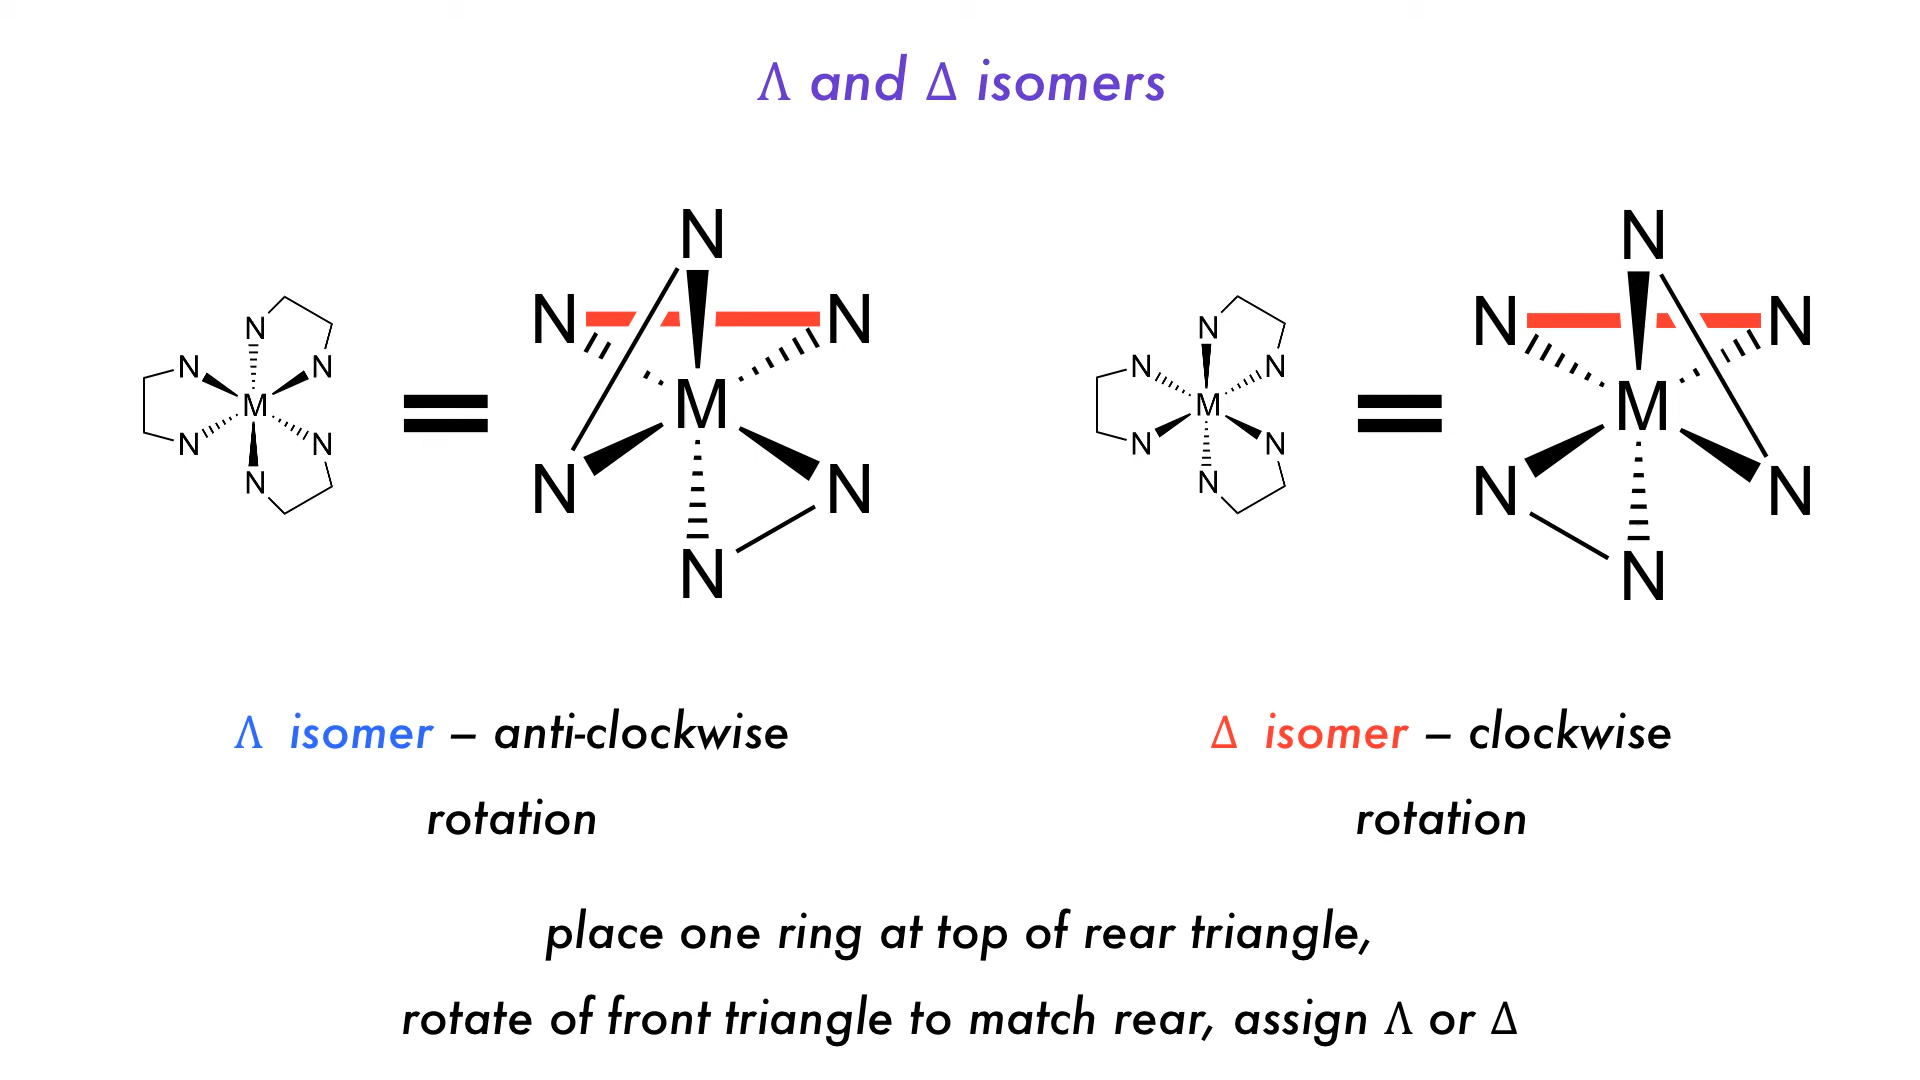 Λ and Δ isomers
N
N
N
N
M
N
N
N
N N
M
N N
N
N
N
N
M
N
N
N
N
N N
M
N N
N
Λ isomer – anti-clockwise
rotation
Δ isomer – clockwise
rotation
place one ring at top of rear triangle,
rotate of front triangle to match rear, assign Λ or Δ